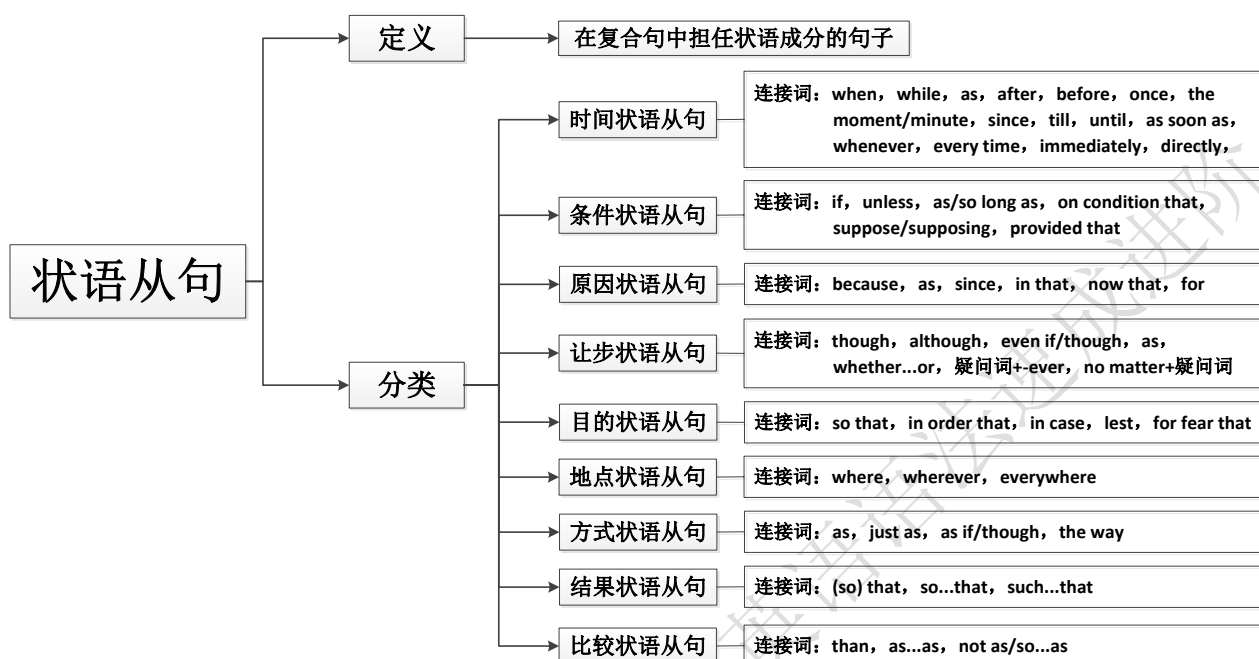 状语从句
定义
在复合句中担任状语成分的句子
分类
时间状语从句
连接词：when，while，as，after，before，once，the
moment/minute，since，till，until，as soon as，
whenever，every time，immediately，directly，
条件状语从句
连接词：if，unless，as/so long as，on condition that，
suppose/supposing，provided that
原因状语从句
连接词：because，as，since，in that，now that，for
让步状语从句
连接词：though，although，even if/though，as，
whether...or，疑问词+-ever，no matter+疑问词
目的状语从句
连接词：so that，in order that，in case，lest，for fear that
地点状语从句
连接词：where，wherever，everywhere
方式状语从句
连接词：as，just as，as if/though，the way
结果状语从句
连接词：(so) that，so...that，such...that
比较状语从句
连接词：than，as...as，not as/so...as
英语语法速成进阶